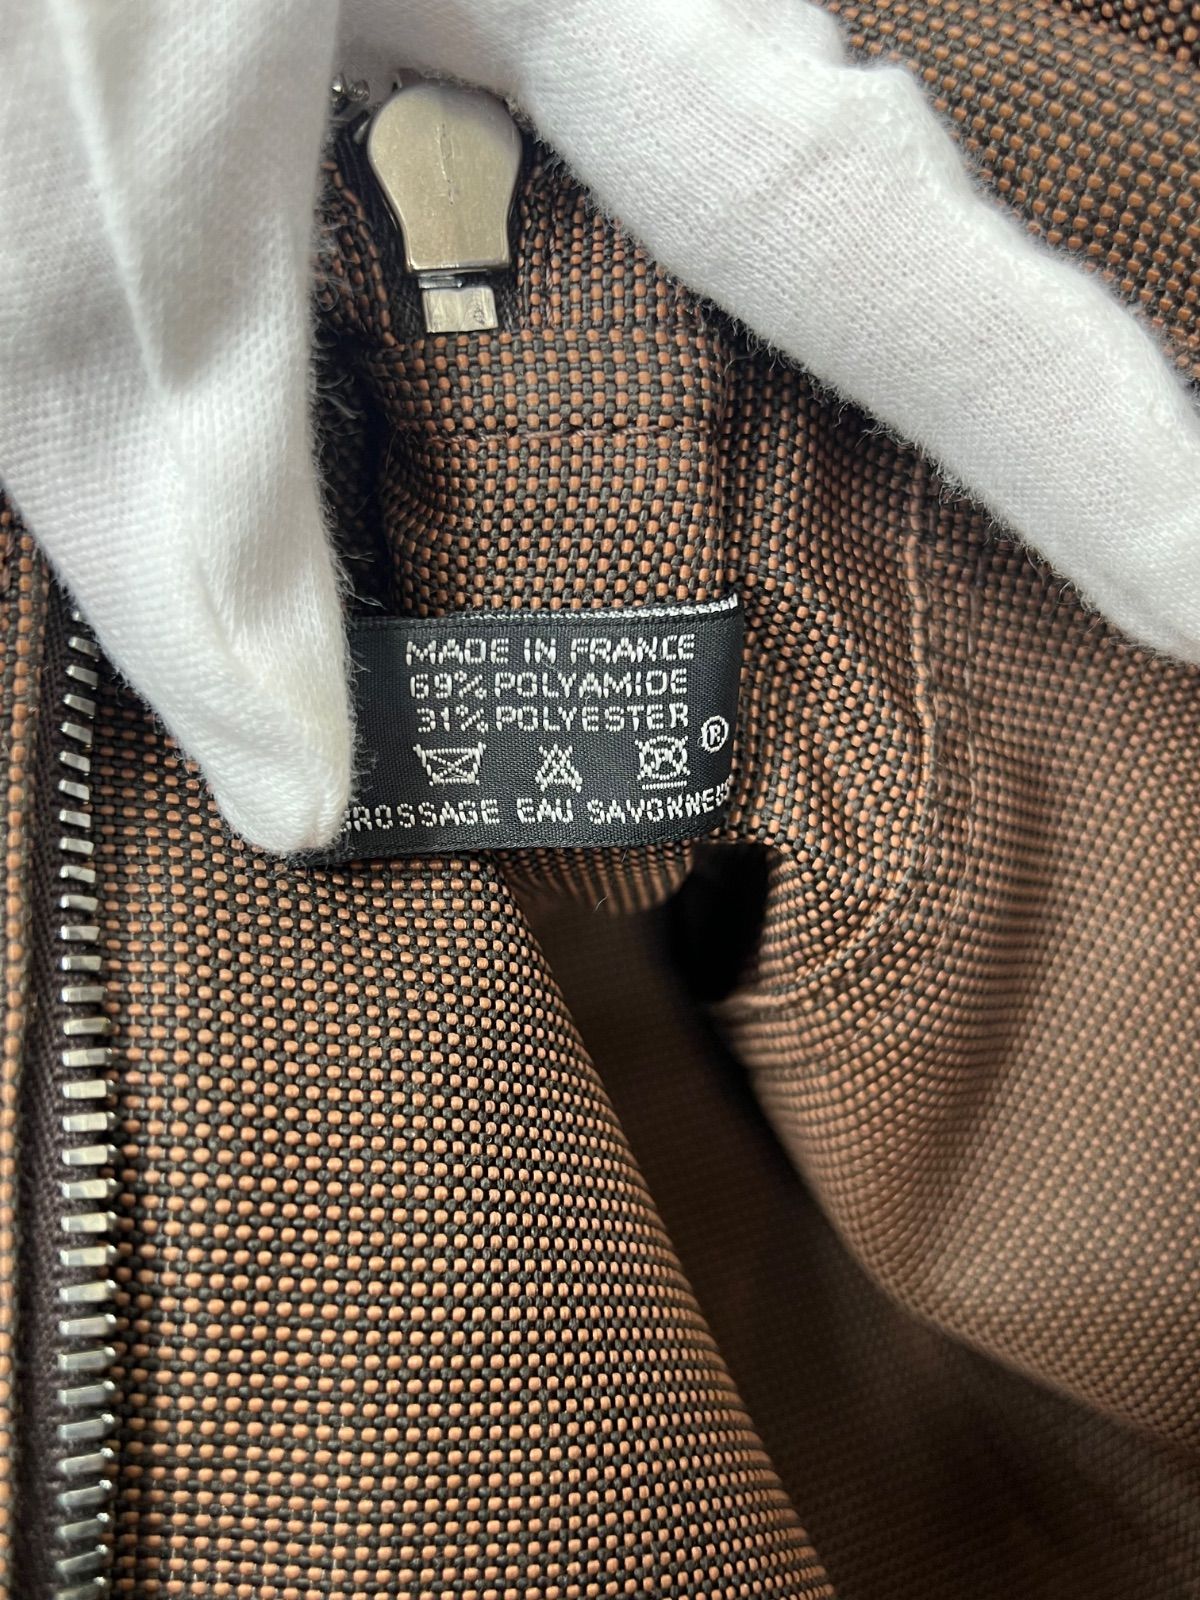 MADE IN FRANCE
69% POLYAMIDE
31% POLYESTER
P ®
EAU